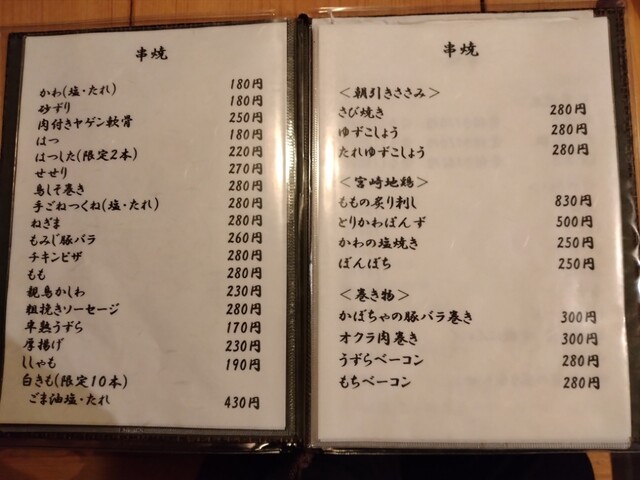 串焼
かわ(塩・たれ) 180円
砂ずり 180円
肉付きヤゲン軟骨 250円
はつ 180円
はつした(限定2本) 220円
せせり 270円
鳥しそ巻き 280円
手ごねつくね(塩・たれ) 280円
ねぎま 280円
もみじ豚バラ 260円
チキンピザ 280円
もも 280円
親鳥かしわ 230円
粗挽きソーセージ 280円
半熟うずら 170円
厚揚げ 230円
ししゃも 190円
白きも(限定10本)
ごま油塩・たれ 430円
串焼
<朝引きささみ>
さび焼き 280円
ゆずこしょう 280円
たれゆずこしょう 280円
<宮崎地鶏>
ももの炙り刺し 830円
とりかわぽんず 500円
かわの塩焼き 250円
ぼんぼち 250円
<巻き物>
かぼちゃの豚バラ巻き 300円
オクラ肉巻き 300円
うずらベーコン 280円
もちベーコン 280円